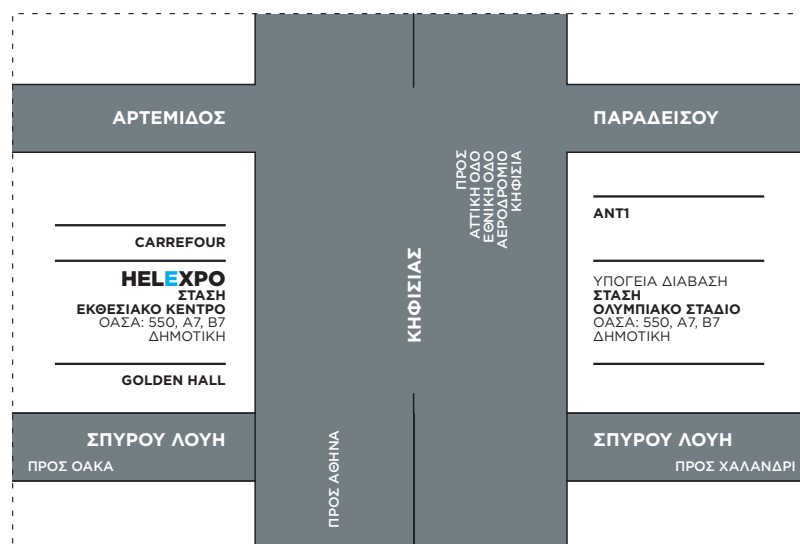 ΑΡΤΕΜΙΔΟΣ
ΠΑΡΑΔΕΙΣΟΥ
ΠΡΟΣ
ΑΤΤΙΚΗ ΟΔΟ
ΕΘΝΙΚΗ ΟΔΟ
ΑΕΡΟΔΡΟΜΙΟ
ΚΗΦΙΣΙΑ
CARREFOUR
HELEXPO
ΣΤΑΣΗ
ΕΚΘΕΣΙΑΚΟ ΚΕΝΤΡΟ
ΟΑΣΑ: 550, Α7, Β7
ΔΗΜΟΤΙΚΗ
GOLDEN HALL
ΚΗΦΙΣΙΑΣ
ΑΝΤ1
ΥΠΟΓΕΙΑ ΔΙΑΒΑΣΗ
ΣΤΑΣΗ
ΟΛΥΜΠΙΑΚΟ ΣΤΑΔΙΟ
ΟΑΣΑ: 550, Α7, Β7
ΔΗΜΟΤΙΚΗ
ΣΠΥΡΟΥ ΛΟΥΗ
ΠΡΟΣ ΟΑΚΑ
ΠΡΟΣ ΑΘΗΝΑ
ΣΠΥΡΟΥ ΛΟΥΗ
ΠΡΟΣ ΧΑΛΑΝΔΡΙ